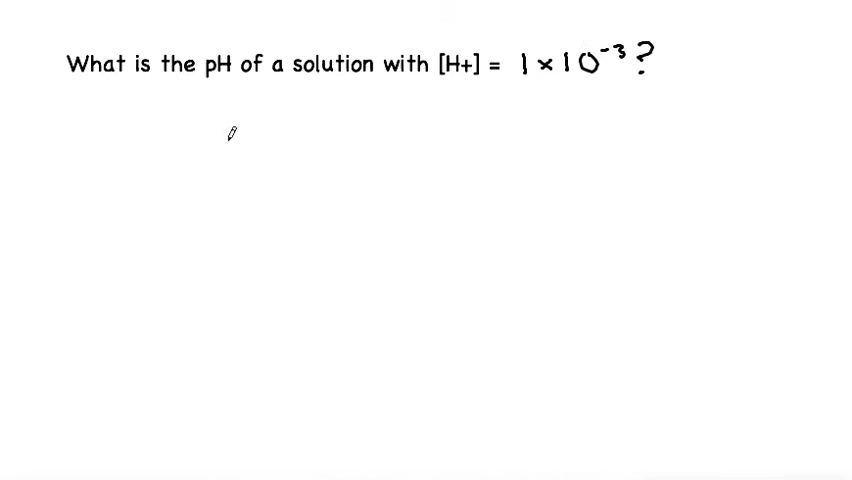 What is the pH of a solution with [H+] = 1 × 10⁻³?